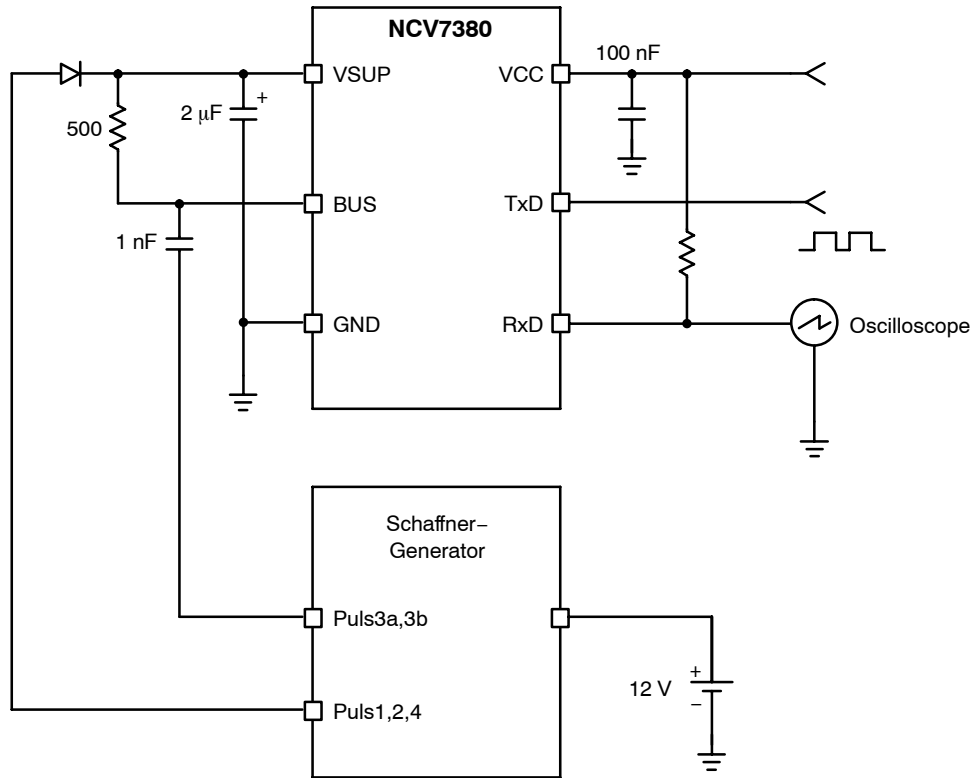 NCV7380
100 nF
VSUP
VCC
+
2 μF
500
BUS
TxD
1 nF
GND
RxD
Oscilloscope
Schaffner−
Generator
Puls3a,3b
+
12 V
−
Puls1,2,4